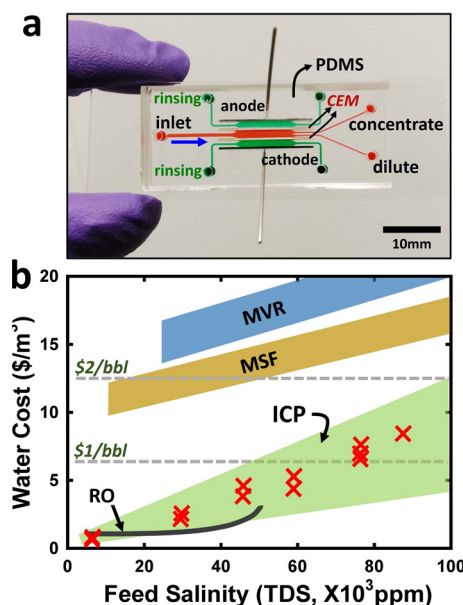 a
PDMS
rinsing
anode
CEM
inlet
concentrate
rinsing
cathode
dilute
10mm
b
20
15
10
5
0
Water Cost ($/m³)
MVR
MSF
$2/bbl
ICP
$1/bbl
RO
0 20 40 60 80 100
Feed Salinity (TDS, X10³ppm)